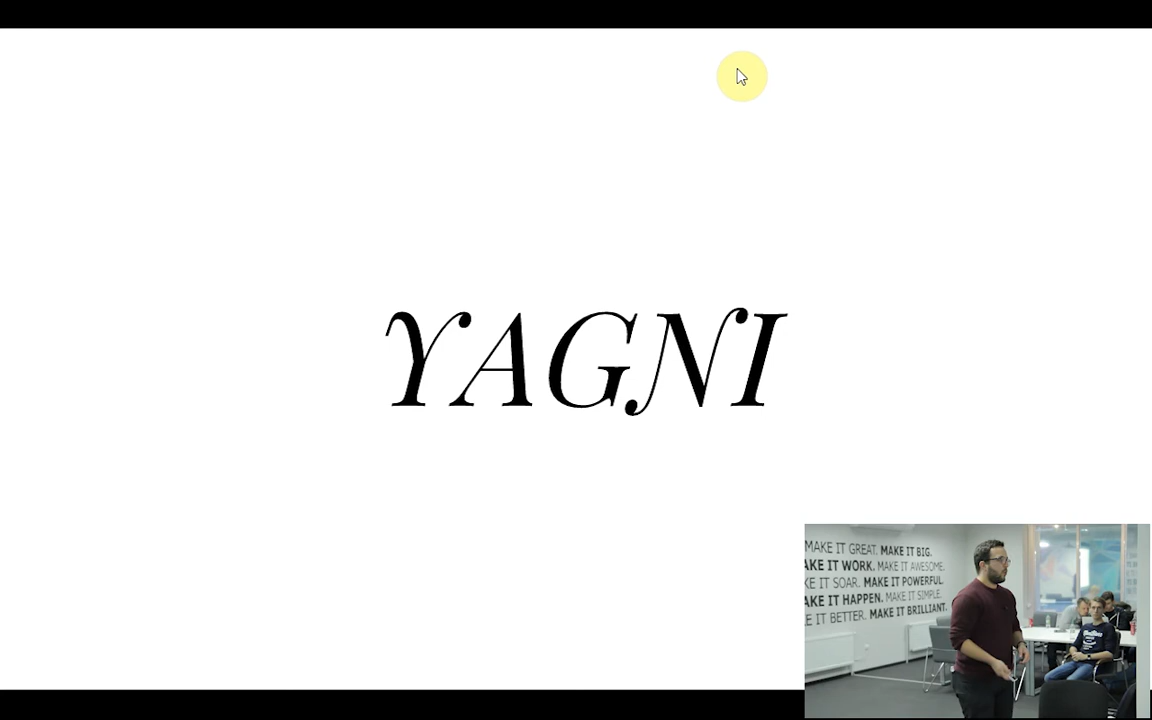 YAGNI
MAKE IT GREAT. MAKE IT BIG.
AKE IT WORK. MAKE IT AWESOME.
KE IT SOAR. MAKE IT POWERFUL.
AKE IT HAPPEN. MAKE IT SIMPLE.
E IT BETTER. MAKE IT BRILLIANT.